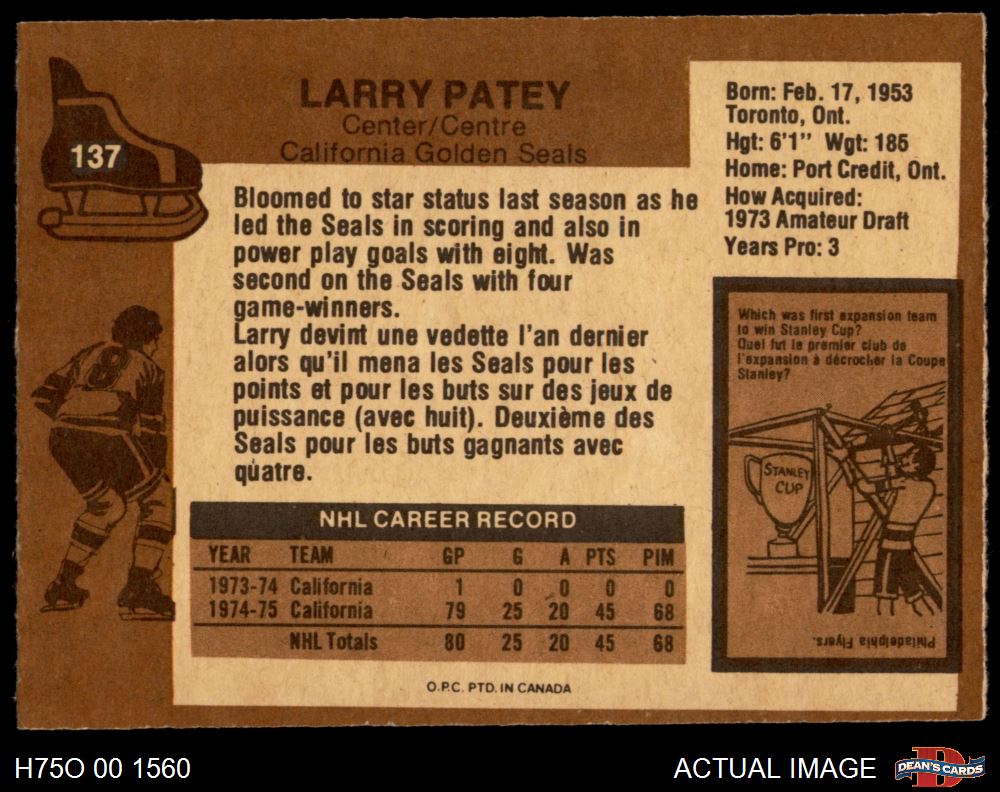 137
LARRY PATEY
Center/Centre
California Golden Seals
Born: Feb. 17, 1953
Toronto, Ont.
Hgt: 6'1" Wgt: 185
Home: Port Credit, Ont.
How Acquired:
1973 Amateur Draft
Years Pro: 3
Bloomed to star status last season as he
led the Seals in scoring and also in
power play goals with eight. Was
second on the Seals with four
game-winners.
Larry devint une vedette l'an dernier
alors qu'il mena les Seals pour les
points et pour les buts sur des jeux de
puissance (avec huit). Deuxième des
Seals pour les buts gagnants avec
quatre.
8
Which was first expansion team
to win Stanley Cup?
Quel fut le premier club de
l'expansion à décrocher la Coupe
Stanley?
STANLEY
CUP
Philadelphia Flyers.
NHL CAREER RECORD
YEAR TEAM GP G A PTS PIM
1973-74 California 1 0 0 0 0
1974-75 California 79 25 20 45 68
NHL Totals 80 25 20 45 68
O.P.C. PTD. IN CANADA
H75O 00 1560
ACTUAL IMAGE
D
DEAN'S CARDS